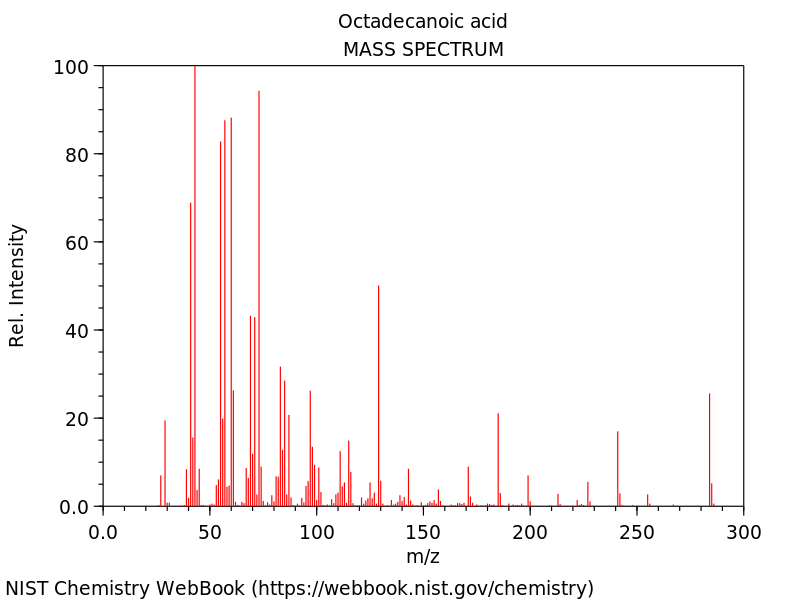 Octadecanoic acid
MASS SPECTRUM
100
80
60
40
20
0.0
Rel. Intensity
0.0 50 100 150 200 250 300
m/z
NIST Chemistry WebBook (https://webbook.nist.gov/chemistry)